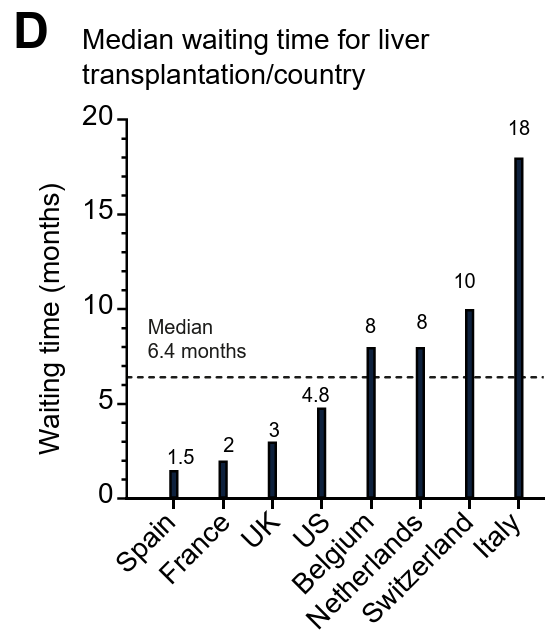 D
Median waiting time for liver
transplantation/country
Waiting time (months)
20
15
10
5
0
Median
6.4 months
1.5
2
3
4.8
8
8
10
18
Spain
France
UK
US
Belgium
Netherlands
Switzerland
Italy